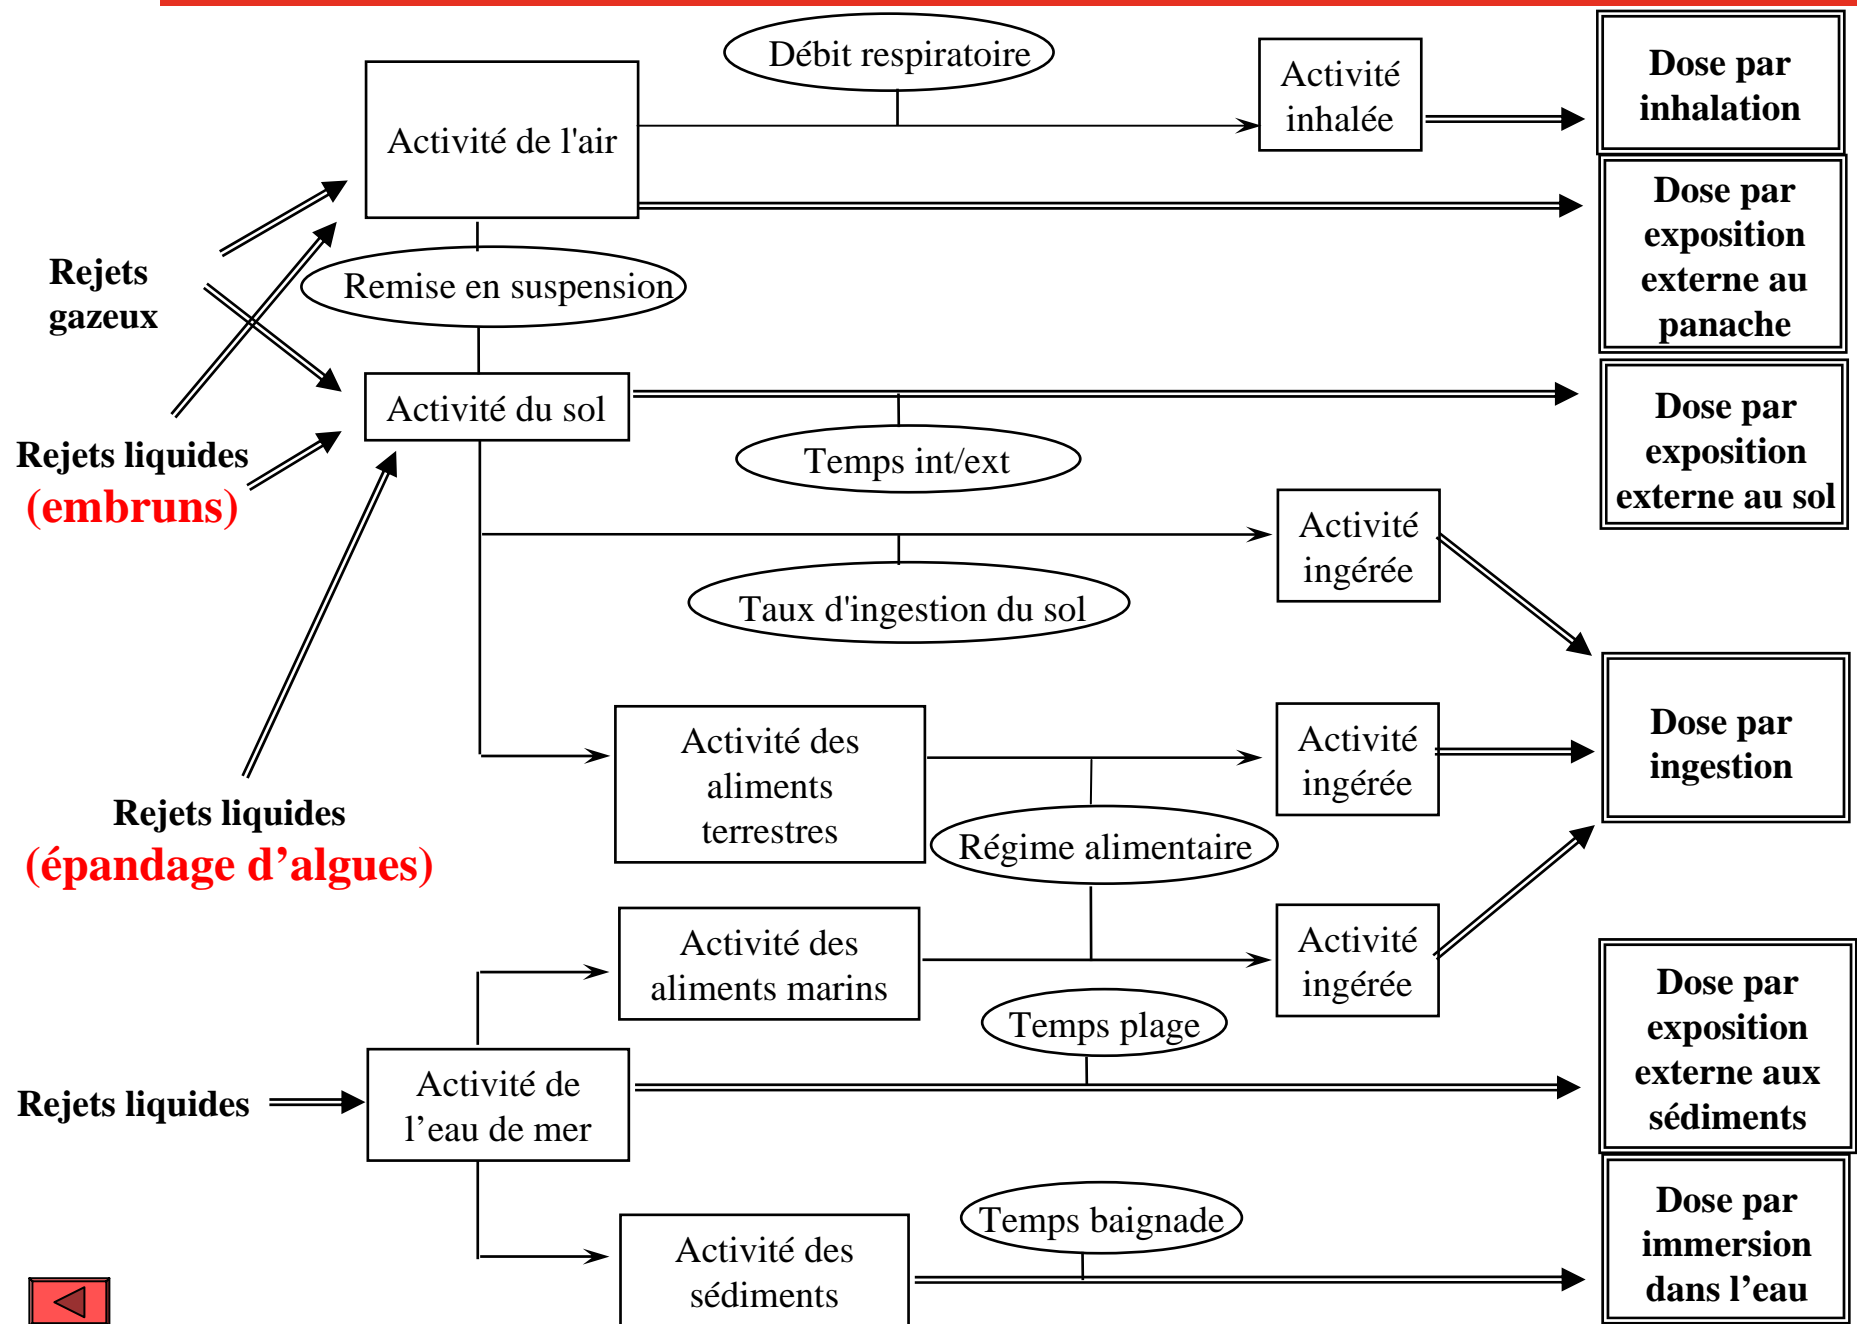 Débit respiratoire
Activité
inhalée
Dose par
inhalation
Activité de l'air
Dose par
exposition
externe au
panache
Rejets
gazeux
Remise en suspension
Activité du sol
Dose par
exposition
externe au sol
Rejets liquides
(embruns)
Temps int/ext
Activité
ingérée
Taux d'ingestion du sol
Activité des
aliments
terrestres
Activité
ingérée
Dose par
ingestion
Rejets liquides
(épandage d’algues)
Régime alimentaire
Activité des
aliments marins
Activité
ingérée
Dose par
exposition
externe aux
sédiments
Temps plage
Rejets liquides
Activité de
l’eau de mer
Temps baignade
Dose par
immersion
dans l’eau
Activité des
sédiments